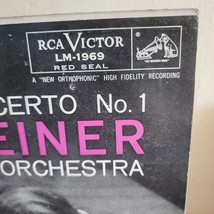 RCA VICTOR
LM-1969
RED SEAL
A "NEW ORTHOPHONIC" HIGH FIDELITY RECORDING
CERTO No. 1
EINER
ORCHESTRA